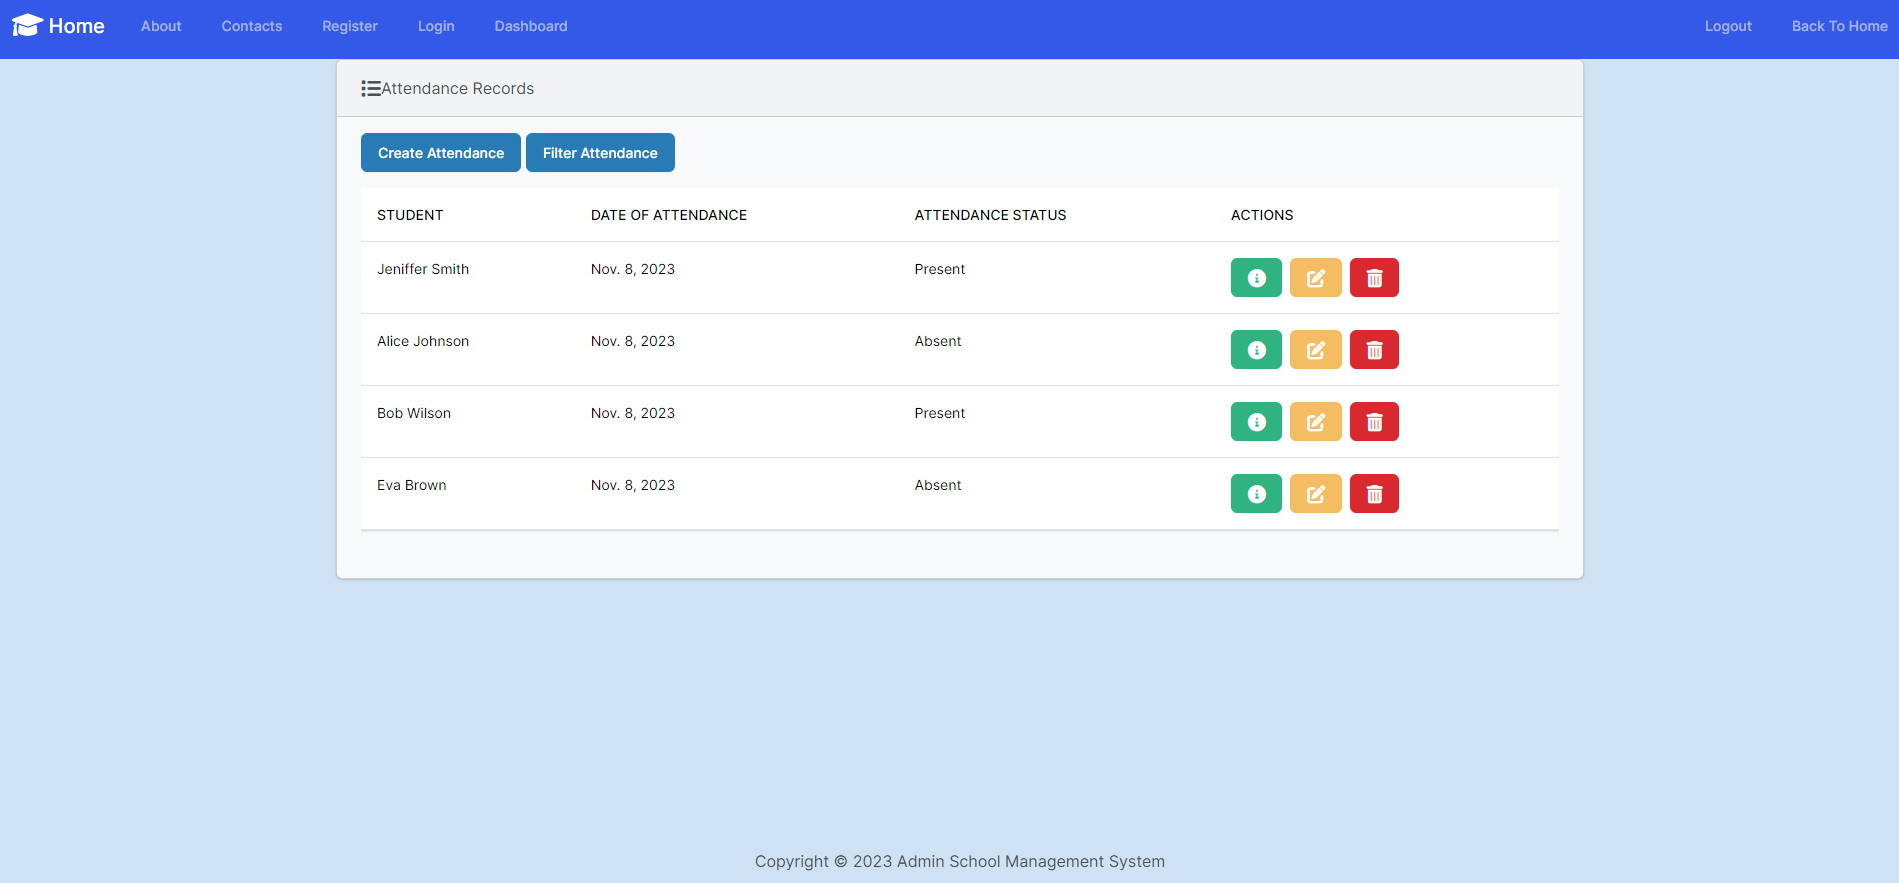 Home About Contacts Register Login Dashboard Logout Back To Home
Attendance Records
Create Attendance Filter Attendance
STUDENT DATE OF ATTENDANCE ATTENDANCE STATUS ACTIONS
Jeniffer Smith Nov. 8, 2023 Present
Alice Johnson Nov. 8, 2023 Absent
Bob Wilson Nov. 8, 2023 Present
Eva Brown Nov. 8, 2023 Absent
Copyright © 2023 Admin School Management System